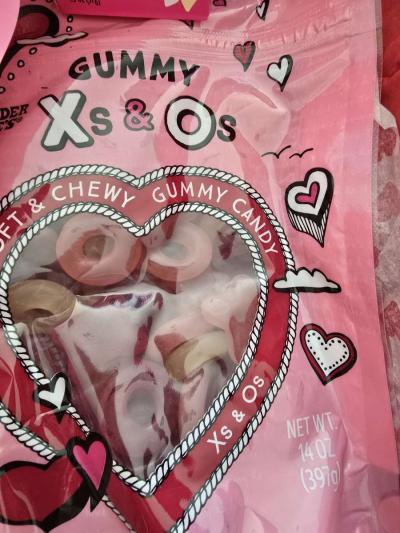 GUMMY
Xs & Os
SOFT & CHEWY GUMMY CANDY
Xs & Os
NET WT.
14 OZ
(397g)